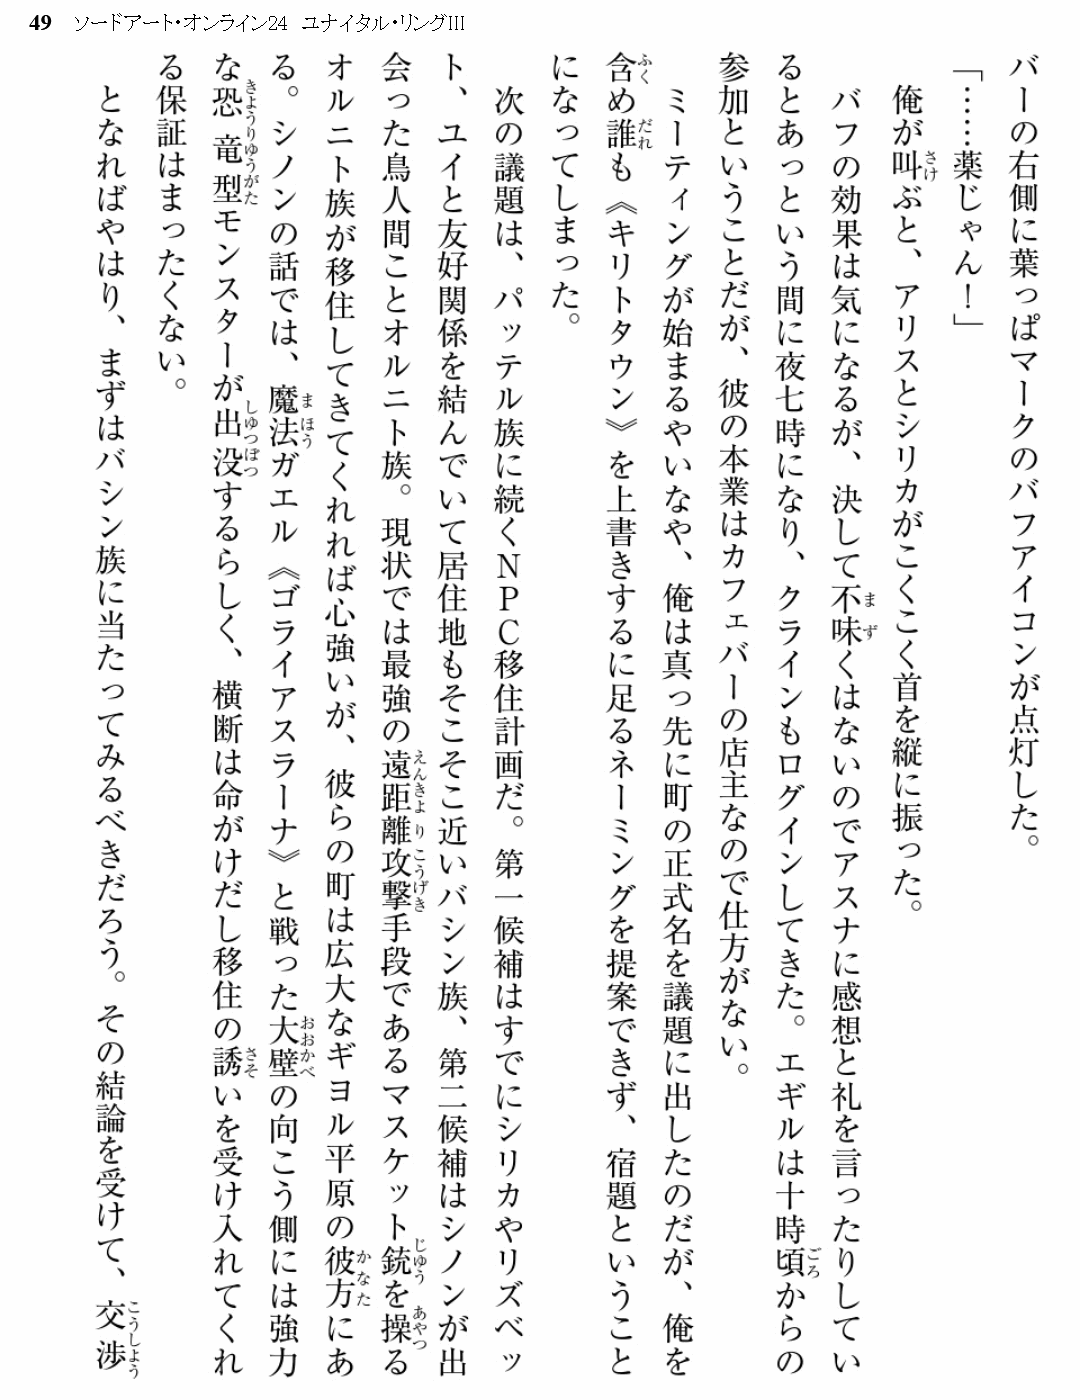 49 ソードアート・オンライン24 ユナイタル・リングIII
バーの右側に葉っぱマークのバフアイコンが点灯した。
「……薬じゃん！」
俺が叫ぶと、アリスとシリカがこくこく首を縦に振った。
バフの効果は気になるが、決して不味くはないのでアスナに感想と礼を言ったりしてい
るとあっという間に夜七時になり、クラインもログインしてきた。エギルは十時頃からの
参加ということだが、彼の本業はカフェバーの店主なので仕方がない。
ミーティングが始まるやいなや、俺は真っ先に町の正式名を議題に出したのだが、俺を
含め誰も《キリトタウン》を上書きするに足るネーミングを提案できず、宿題ということ
になってしまった。
次の議題は、パッテル族に続くNPC移住計画だ。第一候補はすでにシリカやリズベッ
ト、ユイと友好関係を結んでいて居住地もそこそこ近いバシン族、第二候補はシノンが出
会った鳥人間ことオルニト族。現状では最強の遠距離攻撃手段であるマスケット銃を操る
オルニト族が移住してきてくれれば心強いが、彼らの町は広大なギヨル平原の彼方にあ
る。シノンの話では、魔法ガエル《ゴライアスラーナ》と戦った大壁の向こう側には強力
な恐竜型モンスターが出没するらしく、横断は命がけだし移住の誘いを受け入れてくれ
る保証はまったくない。
となればやはり、まずはバシン族に当たってみるべきだろう。その結論を受けて、交渉